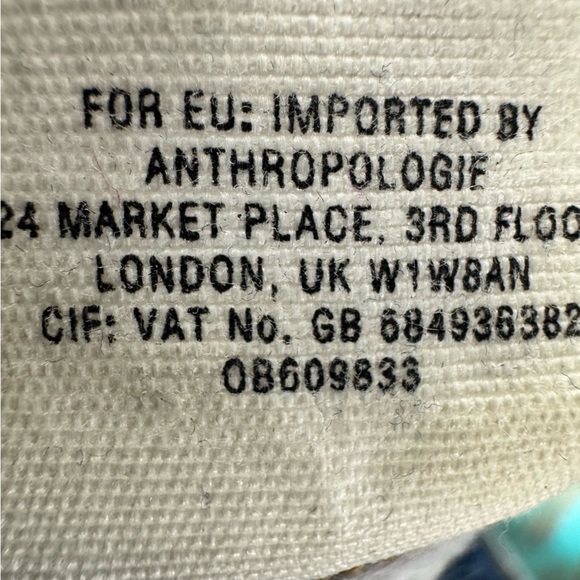 FOR EU: IMPORTED BY
ANTHROPOLOGIE
24 MARKET PLACE, 3RD FLOO
LONDON, UK W1W8AN
CIF: VAT No. GB 684936382
OB609833